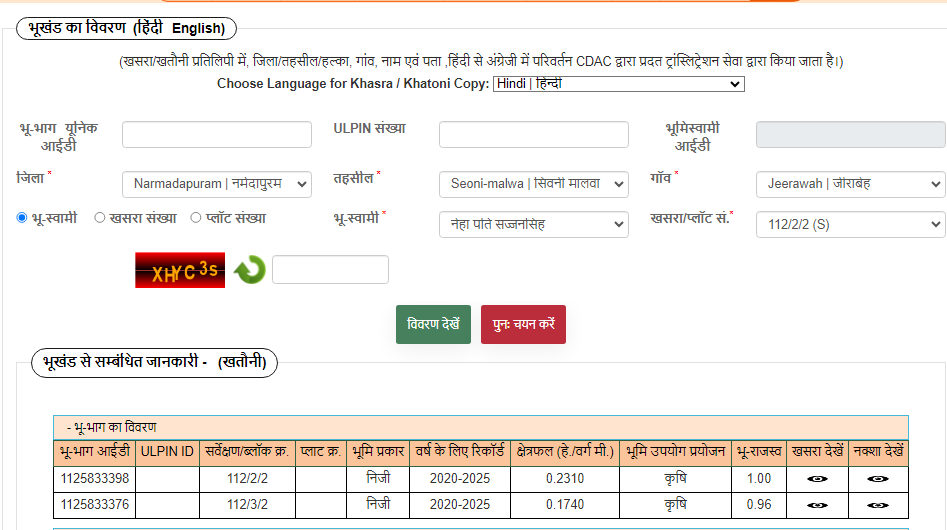 भूखंड का विवरण (हिंदी English)
(खसरा/खतौनी प्रतिलिपी में, जिला/तहसील/हल्का, गांव, नाम एवं पता ,हिंदी से अंग्रेजी में परिवर्तन CDAC द्वारा प्रदत ट्रांस्लिट्रेशन सेवा द्वारा किया जाता है।)
Choose Language for Khasra / Khatoni Copy: Hindi | हिन्दी
भू-भाग यूनिक आईडी
ULPIN संख्या
भूमिस्वामी आईडी
जिला * Narmadapuram | नर्मदापुरम तहसील * Seoni-malwa | सिवनी मालवा गाँव * Jeerawah | जीराबेह
भू-स्वामी खसरा संख्या प्लॉट संख्या भू-स्वामी * नेहा पति सज्जनसिंह खसरा/प्लॉट सं.* 112/2/2 (S)
XHYC3s
विवरण देखें पुनः चयन करें
भूखंड से सम्बंधित जानकारी - (खतौनी)
- भू-भाग का विवरण
भू-भाग आईडी ULPIN ID सर्वेक्षण/ब्लॉक क्र. प्लाट क्र. भूमि प्रकार वर्ष के लिए रिकॉर्ड क्षेत्रफल (हे./वर्ग मी.) भूमि उपयोग प्रयोजन भू-राजस्व खसरा देखें नक्शा देखें
1125833398 112/2/2 निजी 2020-2025 0.2310 कृषि 1.00
1125833376 112/3/2 निजी 2020-2025 0.1740 कृषि 0.96